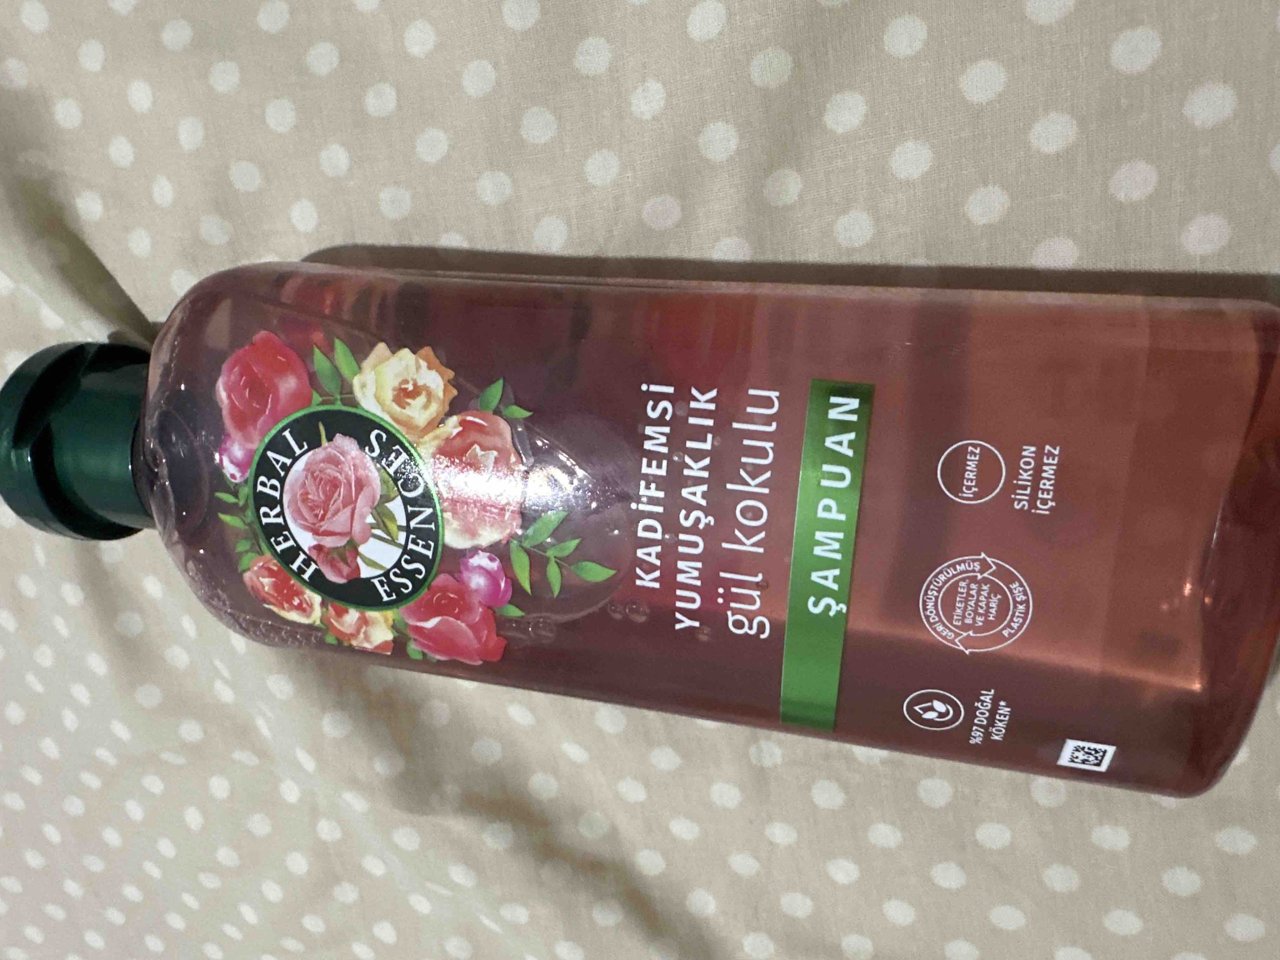 HERBAL
ESSENCES
KADİFEMSİ
YUMUŞAKLIK
gül kokulu
ŞAMPUAN
%97 DOĞAL
KÖKEN*
GERİ DÖNÜŞTÜRÜLMÜŞ
PLASTİK ŞİŞE
ETİKETLER
BOYALAR
VE KAPAK
HARİÇ
İÇERMEZ
SİLİKON
İÇERMEZ